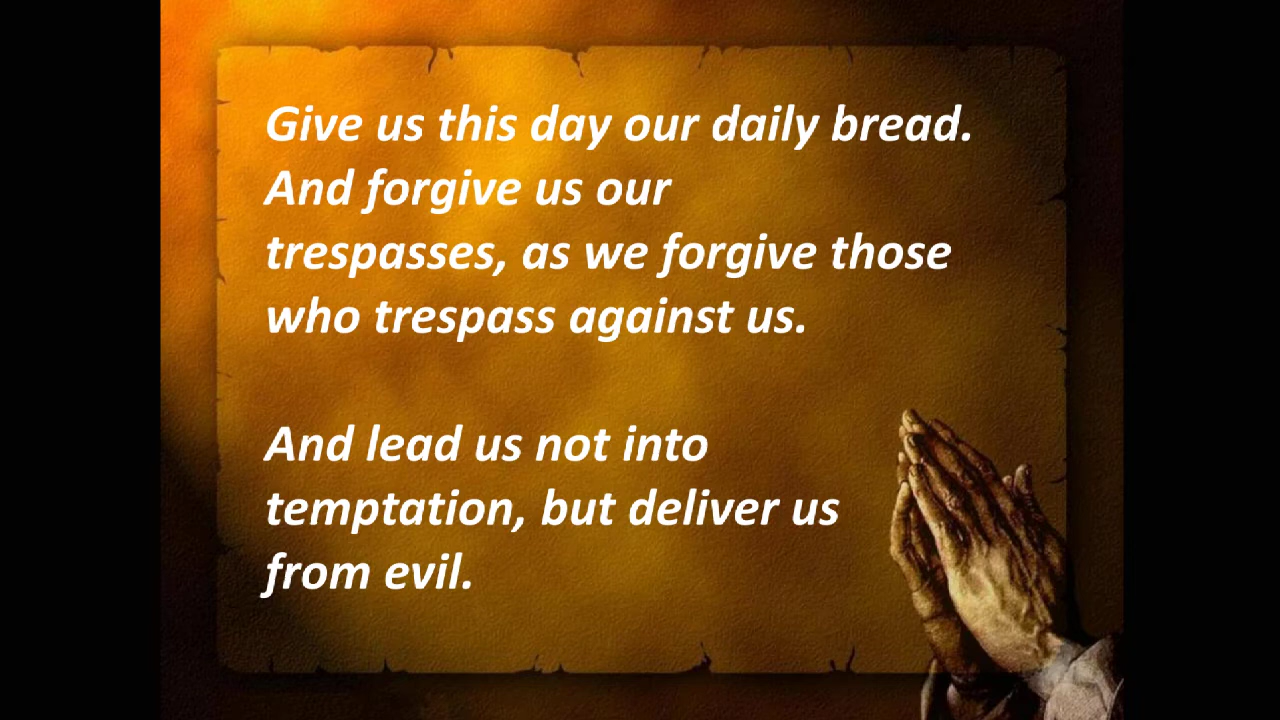 Give us this day our daily bread.
And forgive us our
trespasses, as we forgive those
who trespass against us.
And lead us not into
temptation, but deliver us
from evil.